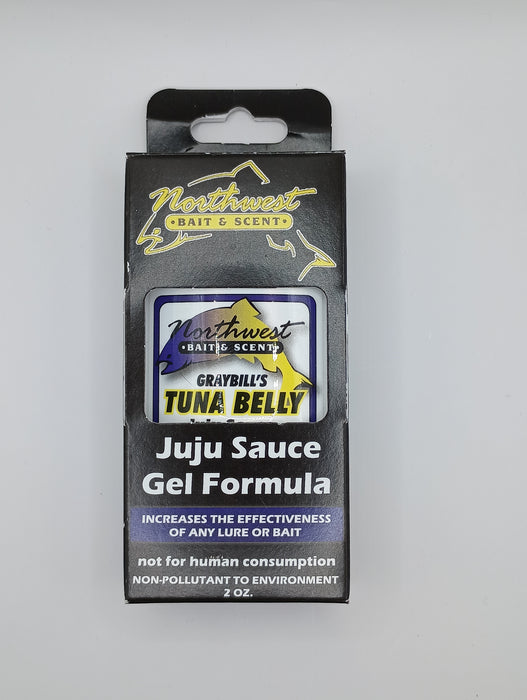 Northwest
• BAIT & SCENT •
Northwest
• BAIT & SCENT •
GRAYBILL'S
TUNA BELLY
Juju Sauce
Gel Formula
INCREASES THE EFFECTIVENESS
OF ANY LURE OR BAIT
not for human consumption
NON-POLLUTANT TO ENVIRONMENT
2 OZ.